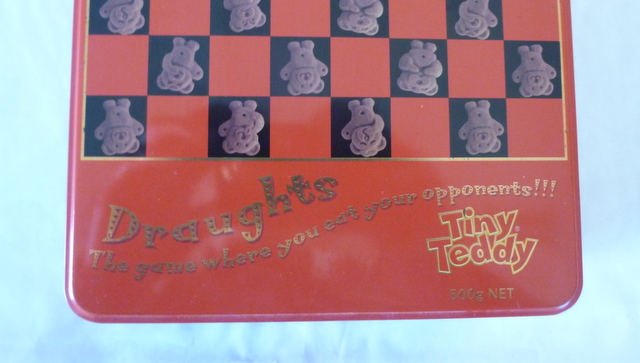 Draughts
The game where you eat your opponents!!!
Tiny
Teddy
500g NET